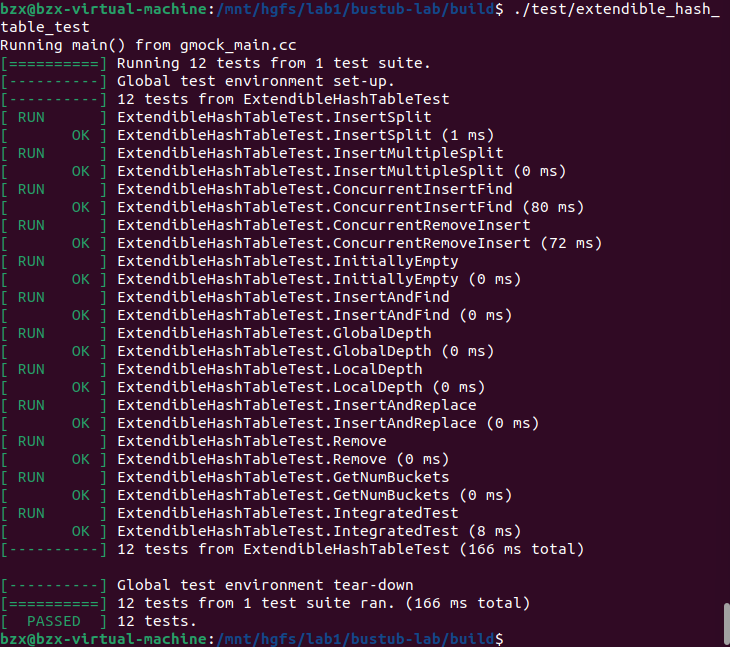 bzx@bzx-virtual-machine:/mnt/hgfs/lab1/bustub-lab/build$ ./test/extendible_hash_
table_test
Running main() from gmock_main.cc
[==========] Running 12 tests from 1 test suite.
[----------] Global test environment set-up.
[----------] 12 tests from ExtendibleHashTableTest
[ RUN      ] ExtendibleHashTableTest.InsertSplit
[       OK ] ExtendibleHashTableTest.InsertSplit (1 ms)
[ RUN      ] ExtendibleHashTableTest.InsertMultipleSplit
[       OK ] ExtendibleHashTableTest.InsertMultipleSplit (0 ms)
[ RUN      ] ExtendibleHashTableTest.ConcurrentInsertFind
[       OK ] ExtendibleHashTableTest.ConcurrentInsertFind (80 ms)
[ RUN      ] ExtendibleHashTableTest.ConcurrentRemoveInsert
[       OK ] ExtendibleHashTableTest.ConcurrentRemoveInsert (72 ms)
[ RUN      ] ExtendibleHashTableTest.InitiallyEmpty
[       OK ] ExtendibleHashTableTest.InitiallyEmpty (0 ms)
[ RUN      ] ExtendibleHashTableTest.InsertAndFind
[       OK ] ExtendibleHashTableTest.InsertAndFind (0 ms)
[ RUN      ] ExtendibleHashTableTest.GlobalDepth
[       OK ] ExtendibleHashTableTest.GlobalDepth (0 ms)
[ RUN      ] ExtendibleHashTableTest.LocalDepth
[       OK ] ExtendibleHashTableTest.LocalDepth (0 ms)
[ RUN      ] ExtendibleHashTableTest.InsertAndReplace
[       OK ] ExtendibleHashTableTest.InsertAndReplace (0 ms)
[ RUN      ] ExtendibleHashTableTest.Remove
[       OK ] ExtendibleHashTableTest.Remove (0 ms)
[ RUN      ] ExtendibleHashTableTest.GetNumBuckets
[       OK ] ExtendibleHashTableTest.GetNumBuckets (0 ms)
[ RUN      ] ExtendibleHashTableTest.IntegratedTest
[       OK ] ExtendibleHashTableTest.IntegratedTest (8 ms)
[----------] 12 tests from ExtendibleHashTableTest (166 ms total)

[----------] Global test environment tear-down
[==========] 12 tests from 1 test suite ran. (166 ms total)
[  PASSED  ] 12 tests.
bzx@bzx-virtual-machine:/mnt/hgfs/lab1/bustub-lab/build$